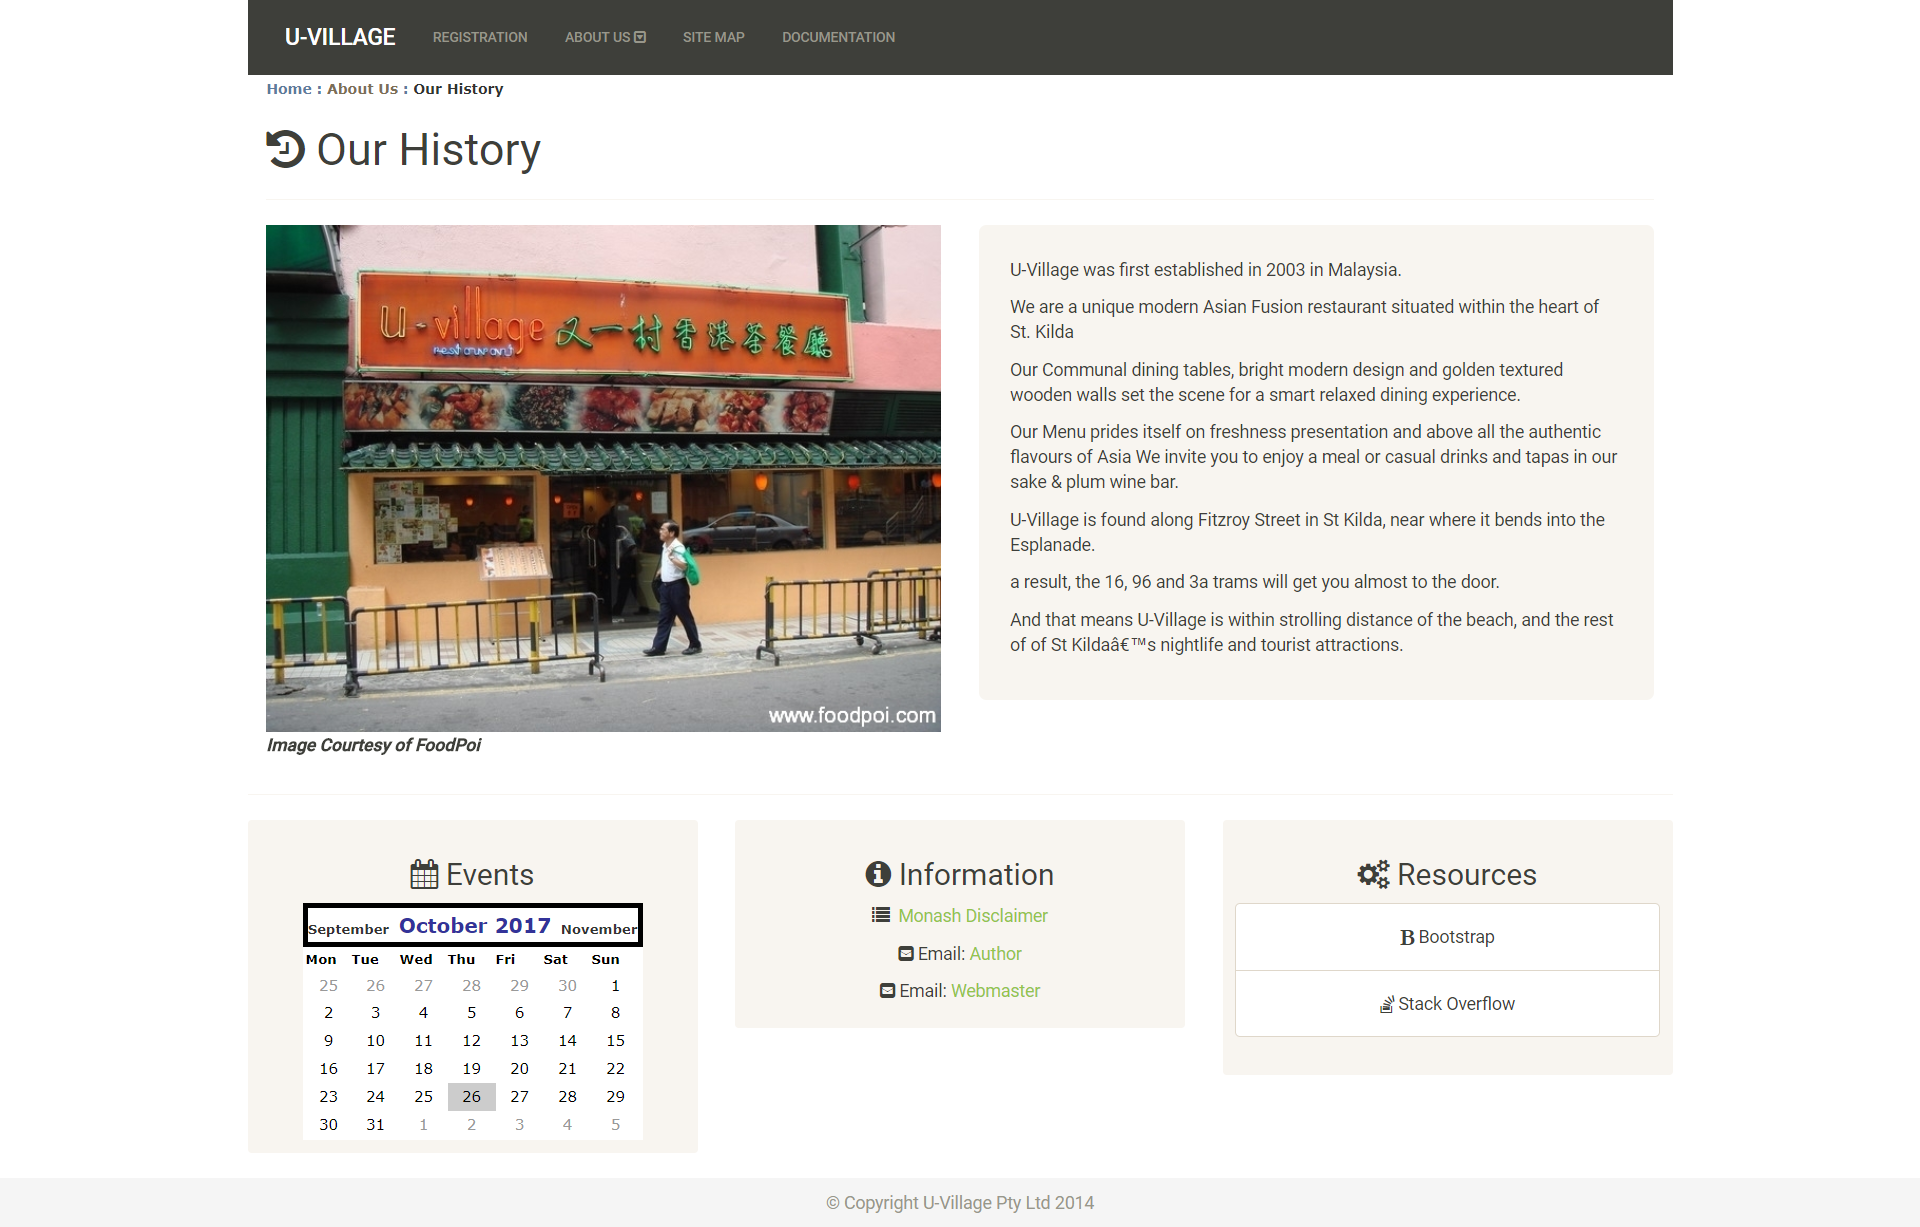 U-VILLAGE REGISTRATION ABOUT US SITE MAP DOCUMENTATION
Home : About Us : Our History
Our History
u-village 又一村香港茶餐廳
restaurant
www.foodpoi.com
Image Courtesy of FoodPoi
U-Village was first established in 2003 in Malaysia.
We are a unique modern Asian Fusion restaurant situated within the heart of
St. Kilda
Our Communal dining tables, bright modern design and golden textured
wooden walls set the scene for a smart relaxed dining experience.
Our Menu prides itself on freshness presentation and above all the authentic
flavours of Asia We invite you to enjoy a meal or casual drinks and tapas in our
sake & plum wine bar.
U-Village is found along Fitzroy Street in St Kilda, near where it bends into the
Esplanade.
a result, the 16, 96 and 3a trams will get you almost to the door.
And that means U-Village is within strolling distance of the beach, and the rest
of of St Kildaâ€™s nightlife and tourist attractions.
Events
September October 2017 November
Mon Tue Wed Thu Fri Sat Sun
25 26 27 28 29 30 1
2 3 4 5 6 7 8
9 10 11 12 13 14 15
16 17 18 19 20 21 22
23 24 25 26 27 28 29
30 31 1 2 3 4 5
Information
Monash Disclaimer
Email: Author
Email: Webmaster
Resources
B Bootstrap
Stack Overflow
© Copyright U-Village Pty Ltd 2014